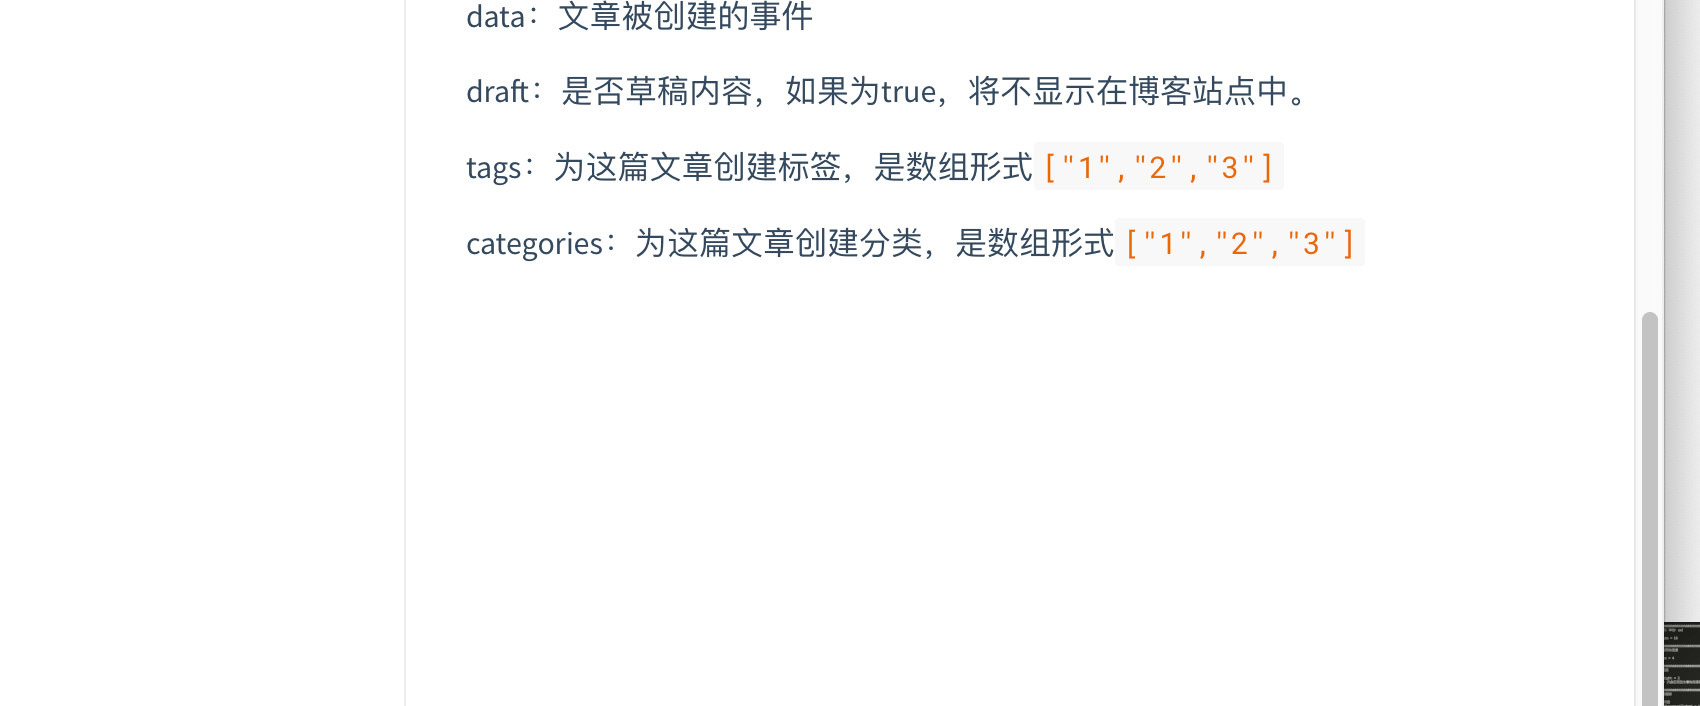 data：文章被创建的事件
draft：是否草稿内容，如果为true，将不显示在博客站点中。
tags：为这篇文章创建标签，是数组形式["1","2","3"]
categories：为这篇文章创建分类，是数组形式["1","2","3"]